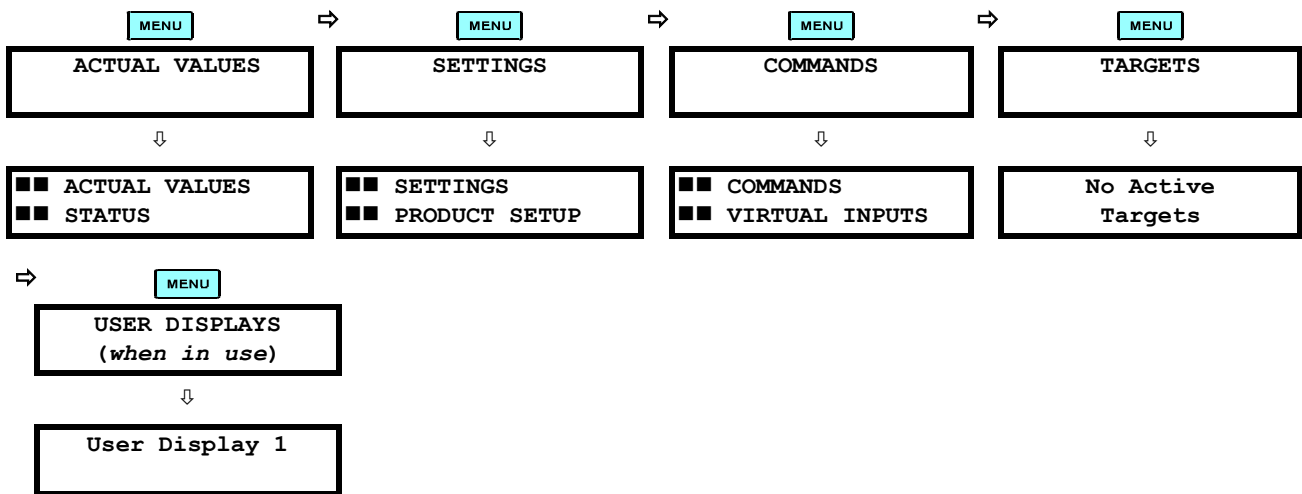 MENU
MENU
MENU
MENU
ACTUAL VALUES
SETTINGS
COMMANDS
TARGETS
■■ ACTUAL VALUES
■■ STATUS
■■ SETTINGS
■■ PRODUCT SETUP
■■ COMMANDS
■■ VIRTUAL INPUTS
No Active
Targets
MENU
USER DISPLAYS
(when in use)
User Display 1